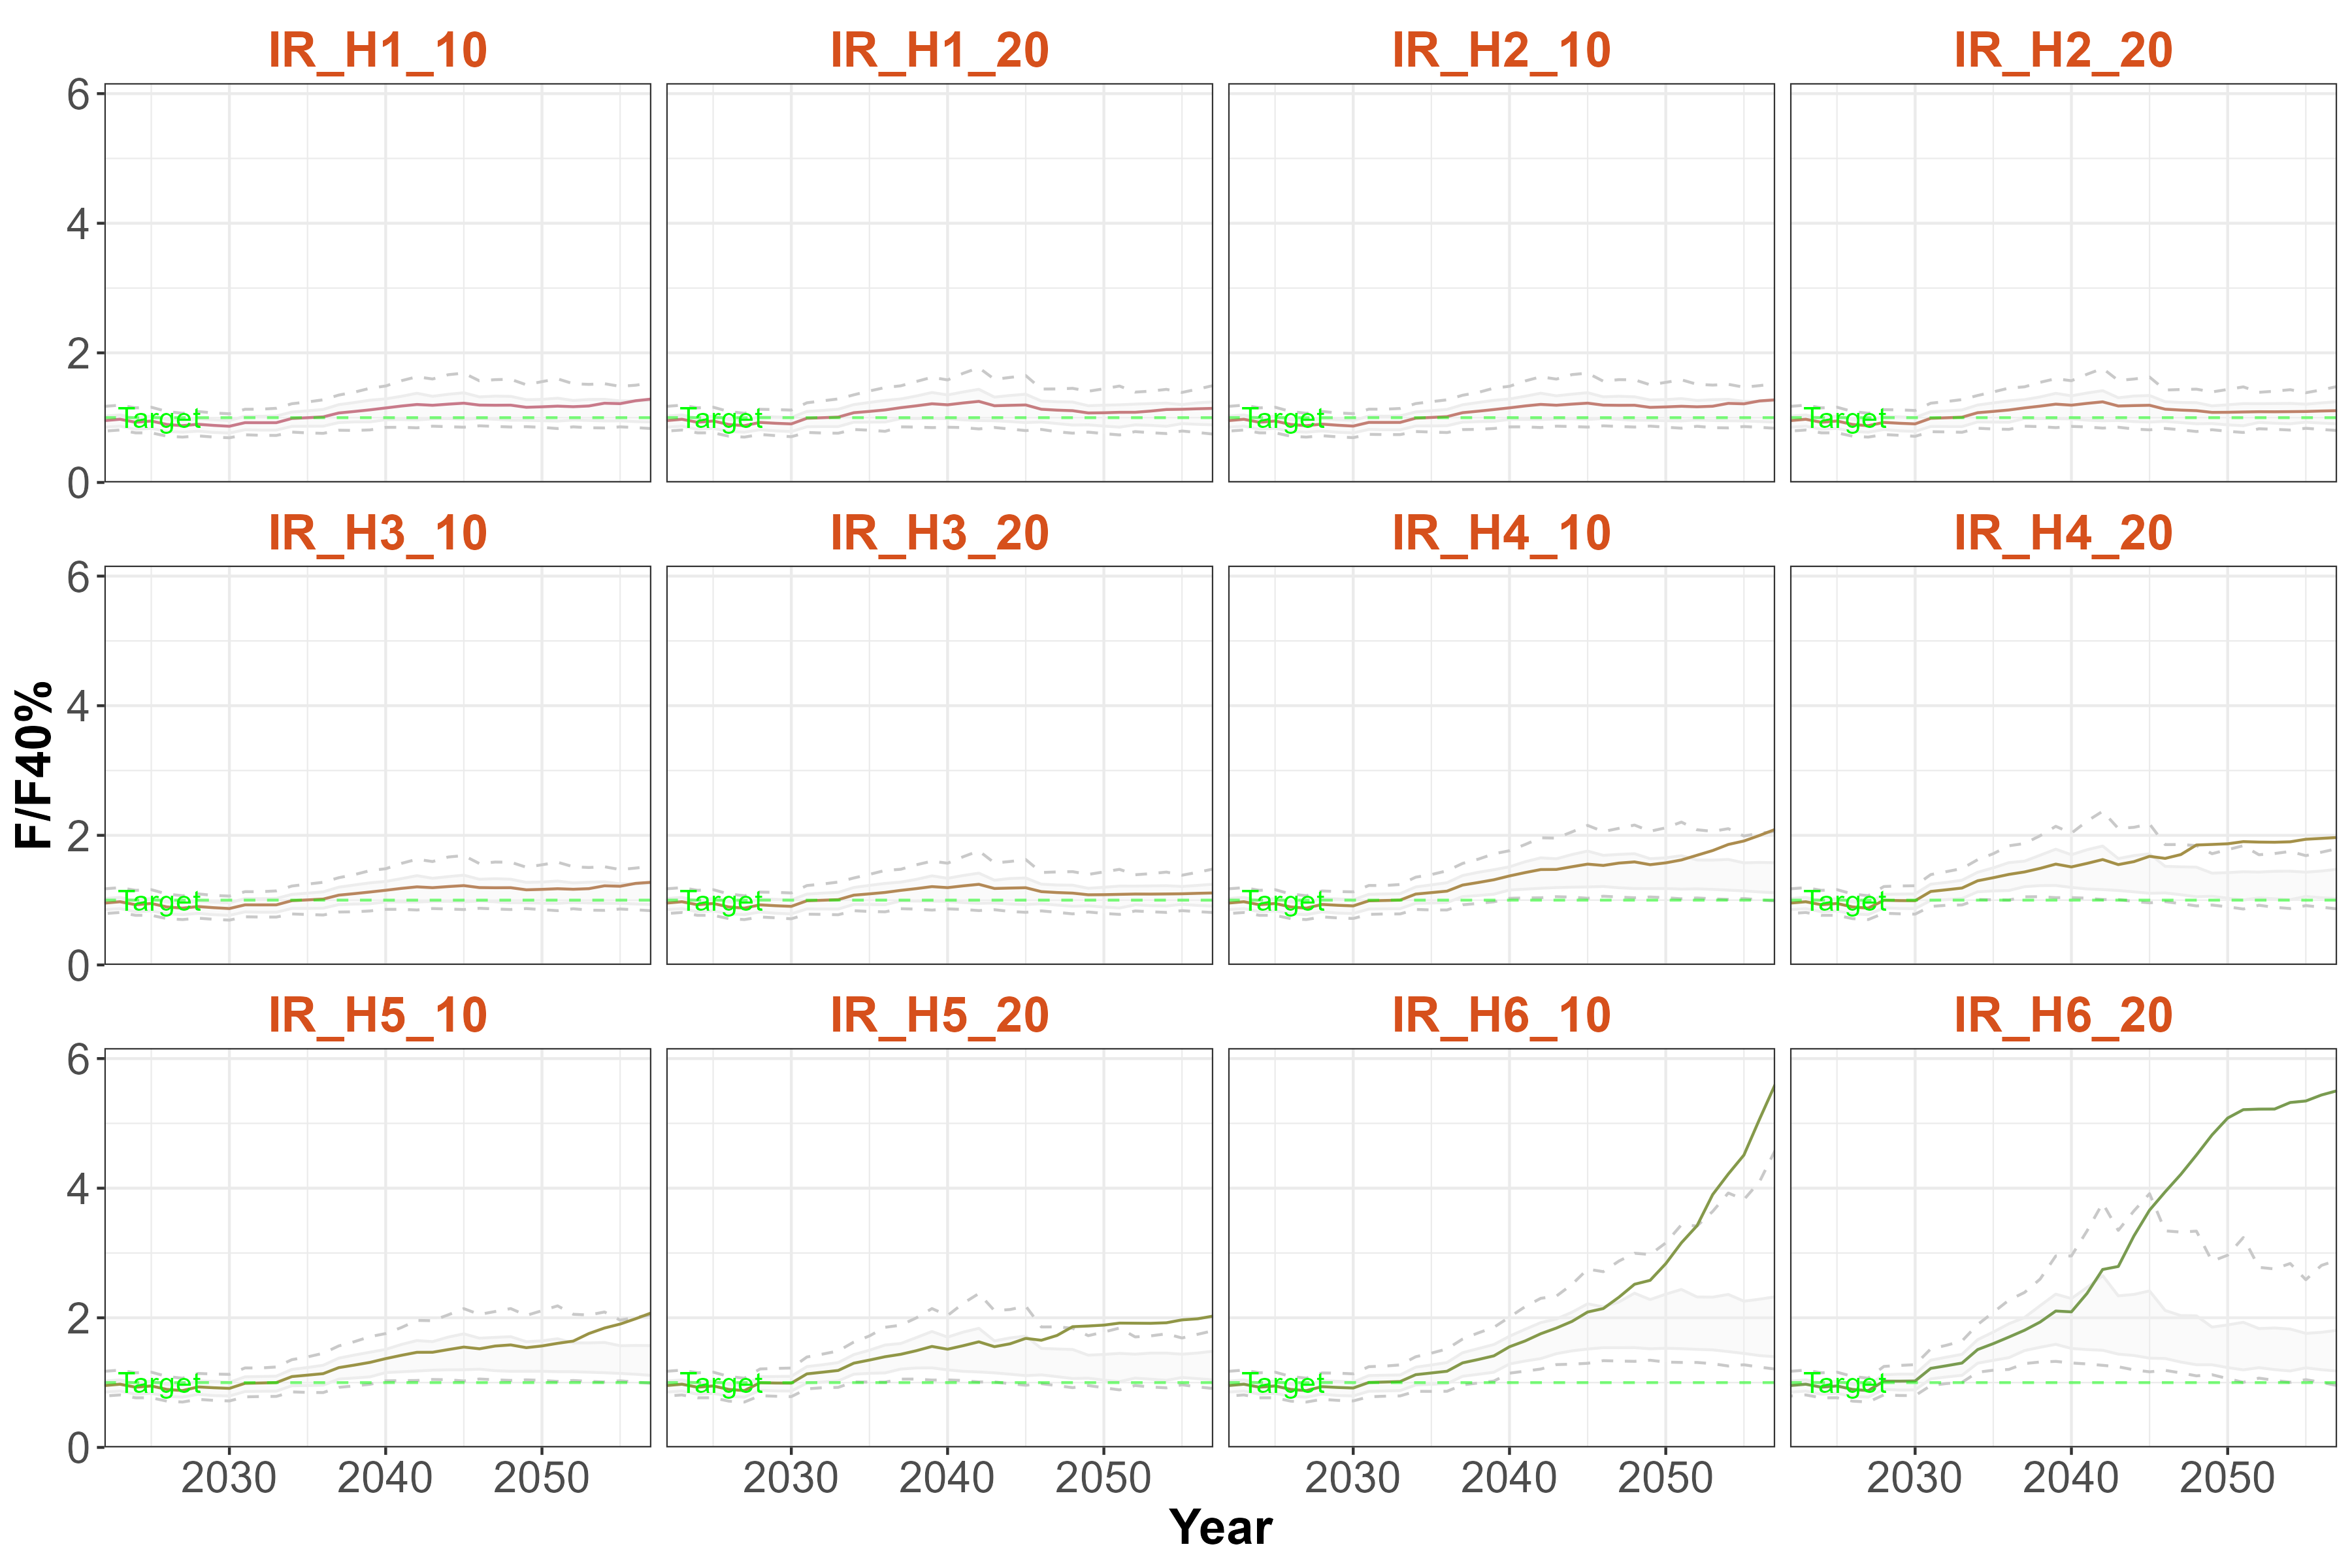 IR_H1_10 IR_H1_20 IR_H2_10 IR_H2_20
6
4
2
Target Target Target Target
0
IR_H3_10 IR_H3_20 IR_H4_10 IR_H4_20
6
4
2
Target Target Target Target
0
F/F40%
IR_H5_10 IR_H5_20 IR_H6_10 IR_H6_20
6
4
2
Target Target Target Target
0
2030 2040 2050 2030 2040 2050 2030 2040 2050 2030 2040 2050
Year